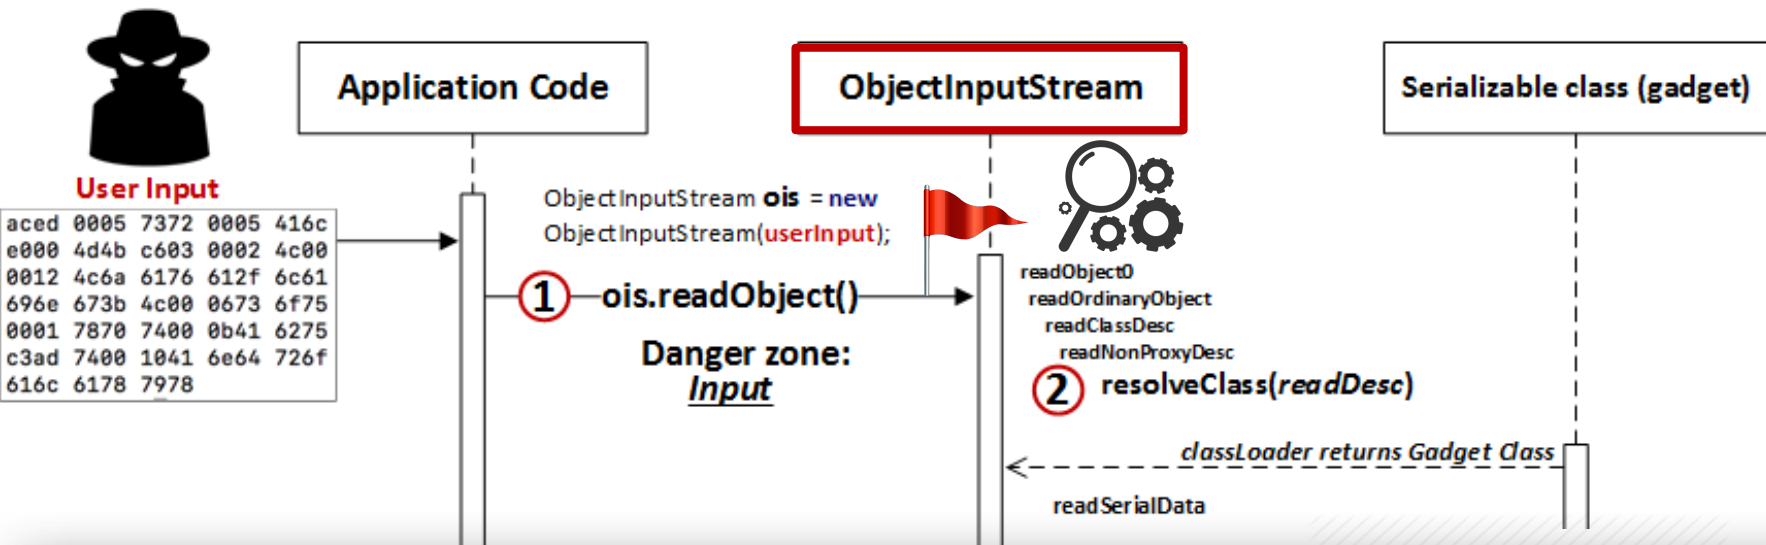 Application Code
ObjectInputStream
Serializable class (gadget)
User Input
aced 0005 7372 0005 416c
e000 4d4b c603 0002 4c00
0012 4c6a 6176 612f 6c61
696e 673b 4c00 0673 6f75
0001 7870 7400 0b41 6275
c3ad 7400 1041 6e64 726f
616c 6178 7978
ObjectInputStream ois = new
ObjectInputStream(userInput);
1 ois.readObject()
Danger zone:
Input
readObject0
readOrdinaryObject
readClassDesc
readNonProxyDesc
2 resolveClass(readDesc)
classLoader returns Gadget Class
readSerialData